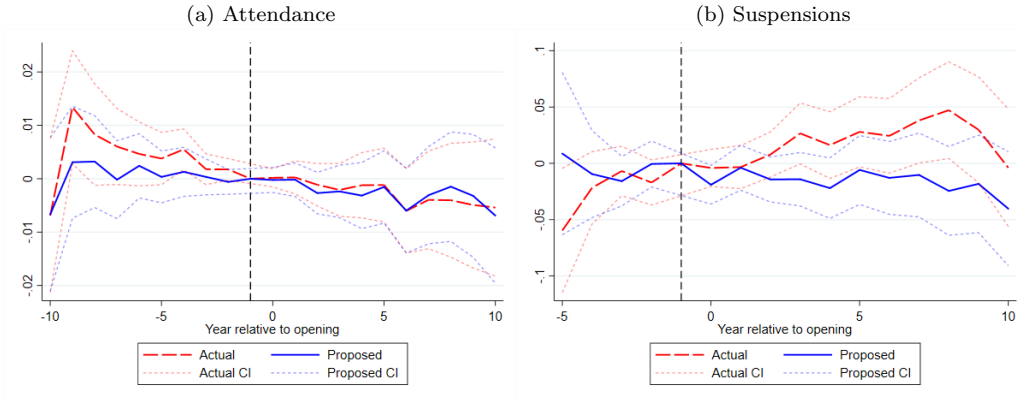 (a) Attendance
.02
.01
0
-.01
-.02
-10
-5
0
5
10
Year relative to opening
Actual
Proposed
Actual CI
Proposed CI
(b) Suspensions
.1
.05
0
-.05
-.1
-5
0
5
10
Year relative to opening
Actual
Proposed
Actual CI
Proposed CI